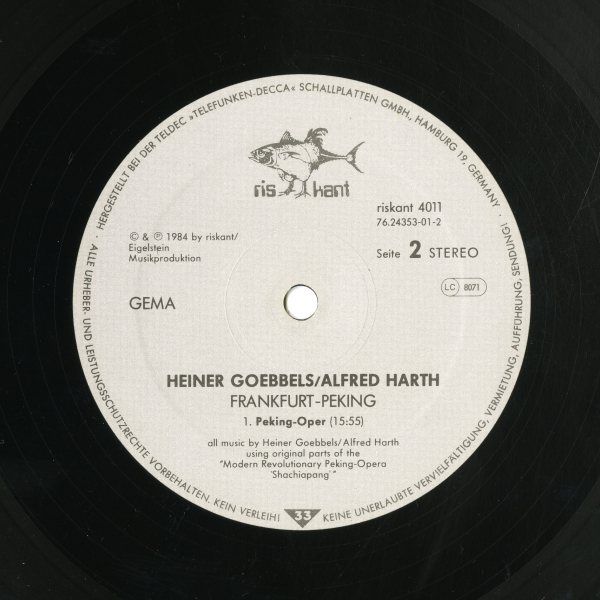 HERGESTELLT BEI DER TELDEC »TELEFUNKEN-DECCA« SCHALLPLATTEN GMBH., HAMBURG 19, GERMANY ·
ris kant
riskant 4011
76.24353-01-2
© & ℗ 1984 by riskant/
Eigelstein
Musikproduktion
Seite 2 STEREO
LC 8071
GEMA
HEINER GOEBBELS/ALFRED HARTH
FRANKFURT-PEKING
1. Peking-Oper (15:55)
all music by Heiner Goebbels/Alfred Harth
using original parts of the
"Modern Revolutionary Peking-Opera
'Shachiapang'"
· ALLE URHEBER- UND LEISTUNGSSCHUTZRECHTE VORBEHALTEN. KEIN VERLEIH!
33
KEINE UNERLAUBTE VERVIELFÄLTIGUNG, VERMIETUNG, AUFFÜHRUNG, SENDUNG! ·